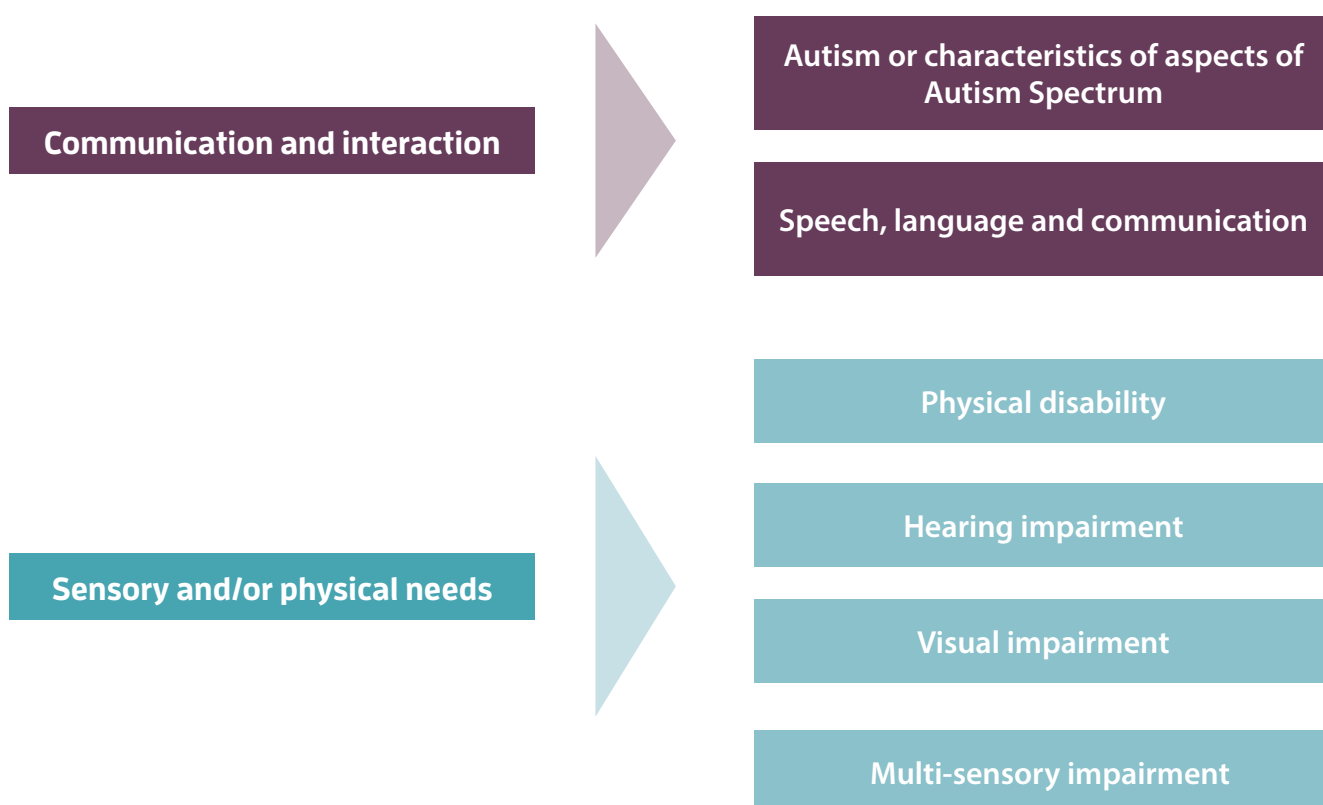 Communication and interaction
Autism or characteristics of aspects of
Autism Spectrum
Speech, language and communication
Sensory and/or physical needs
Physical disability
Hearing impairment
Visual impairment
Multi-sensory impairment